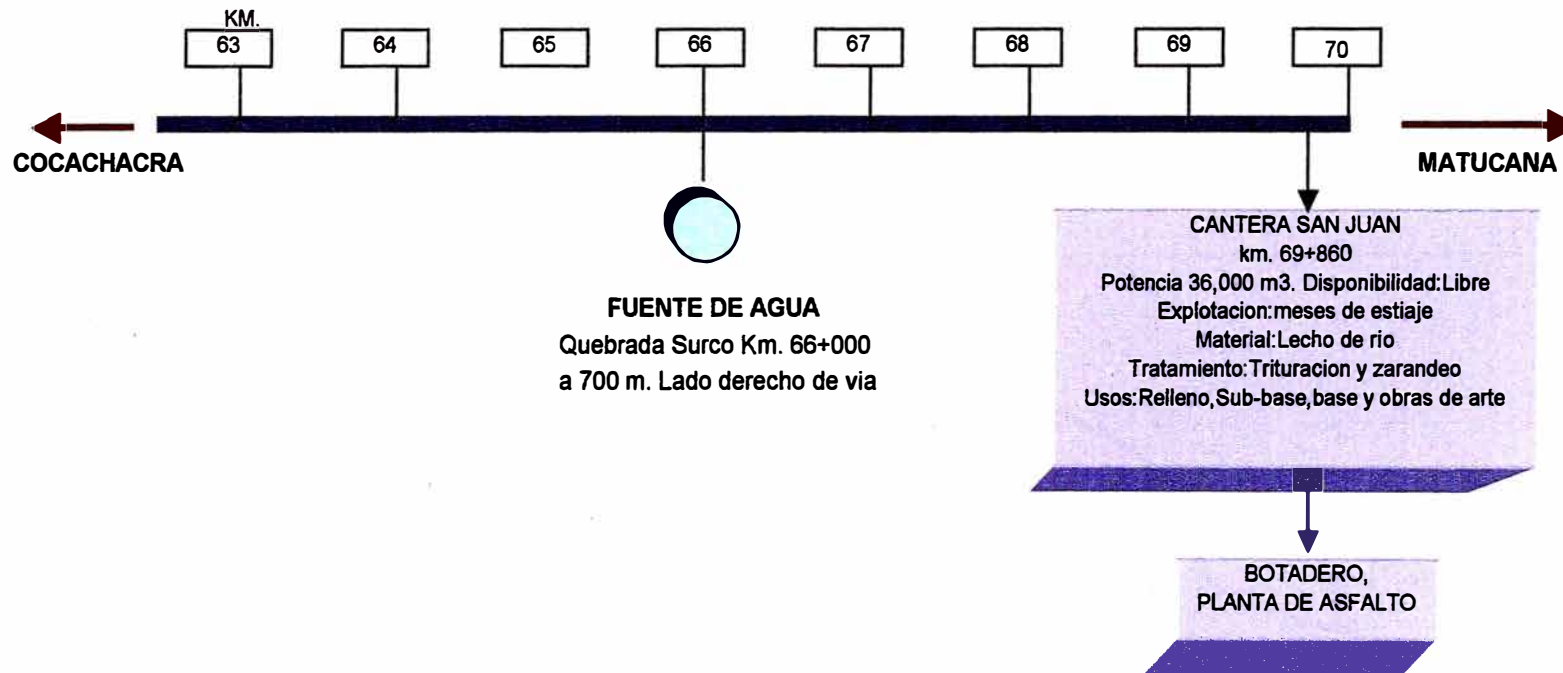 KM.
63 64 65 66 67 68 69 70
COCACHACRA
MATUCANA
FUENTE DE AGUA
Quebrada Surco Km. 66+000
a 700 m. Lado derecho de via
CANTERA SAN JUAN
km. 69+860
Potencia 36,000 m3. Disponibilidad:Libre
Explotacion:meses de estiaje
Material:Lecho de rio
Tratamiento:Trituracion y zarandeo
Usos:Relleno,Sub-base,base y obras de arte
BOTADERO,
PLANTA DE ASFALTO